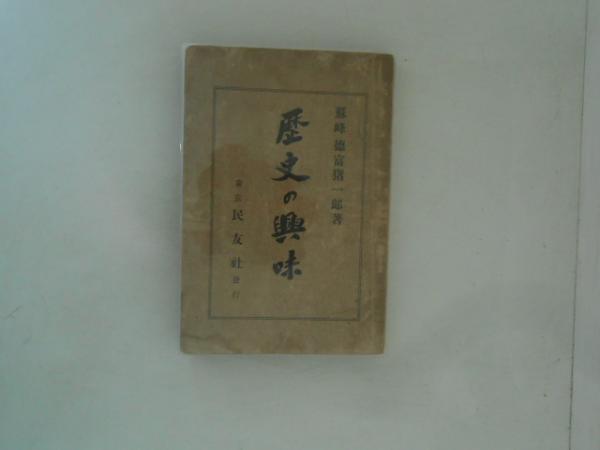 蘇峰 德富猪一郎著
歴史の興味
東京 民友社發行